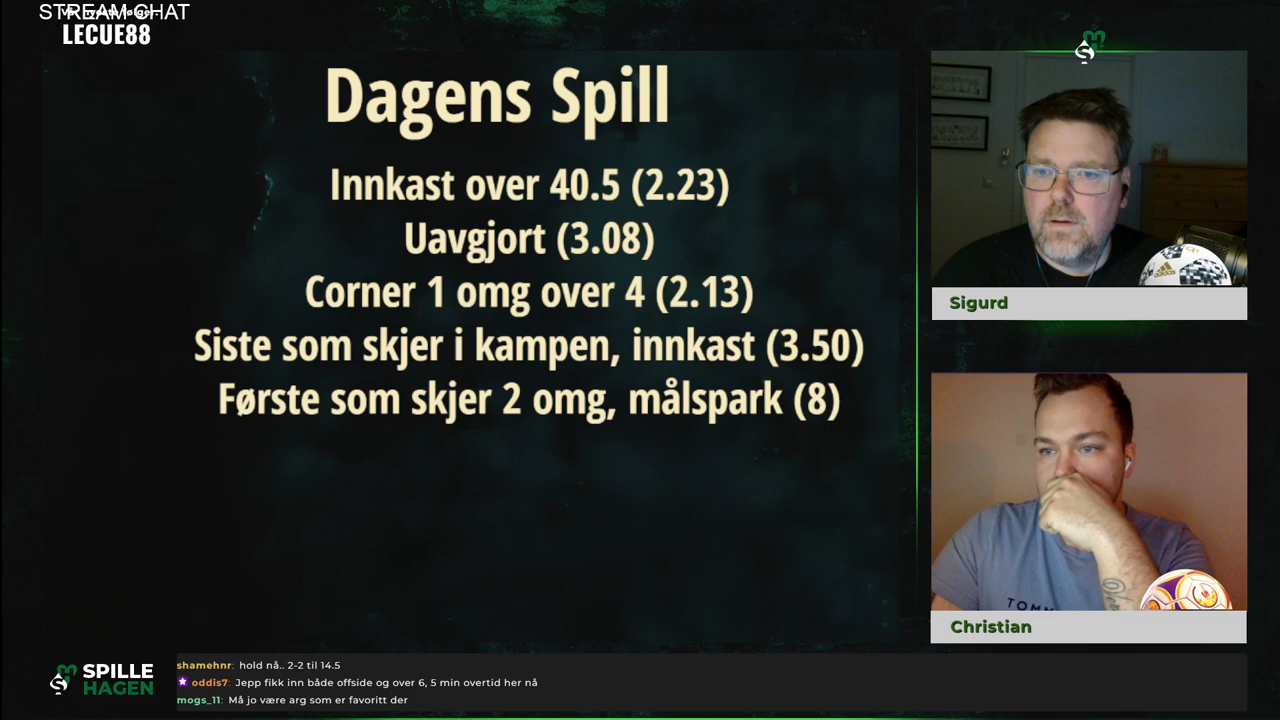 STREAM CHAT
LECUE88
Dagens Spill
Innkast over 40.5 (2.23)
Uavgjort (3.08)
Corner 1 omg over 4 (2.13)
Siste som skjer i kampen, innkast (3.50)
Første som skjer 2 omg, målspark (8)
adidas
Sigurd
TOMM
Christian
SPILLE
HAGEN
shamehnr: hold nå.. 2-2 til 14.5
oddis7: Jepp fikk inn både offside og over 6, 5 min overtid her nå
mogs_11: Må jo være arg som er favoritt der